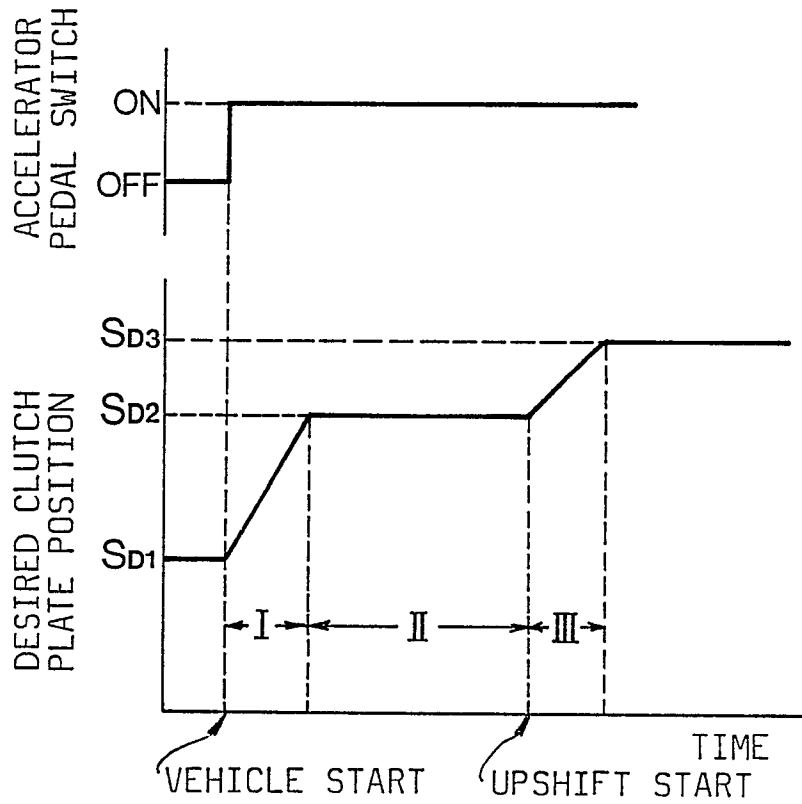 ACCELERATOR
PEDAL SWITCH
ON
OFF
DESIRED CLUTCH
PLATE POSITION
SD3
SD2
SD1
I
II
III
TIME
VEHICLE START
UPSHIFT START